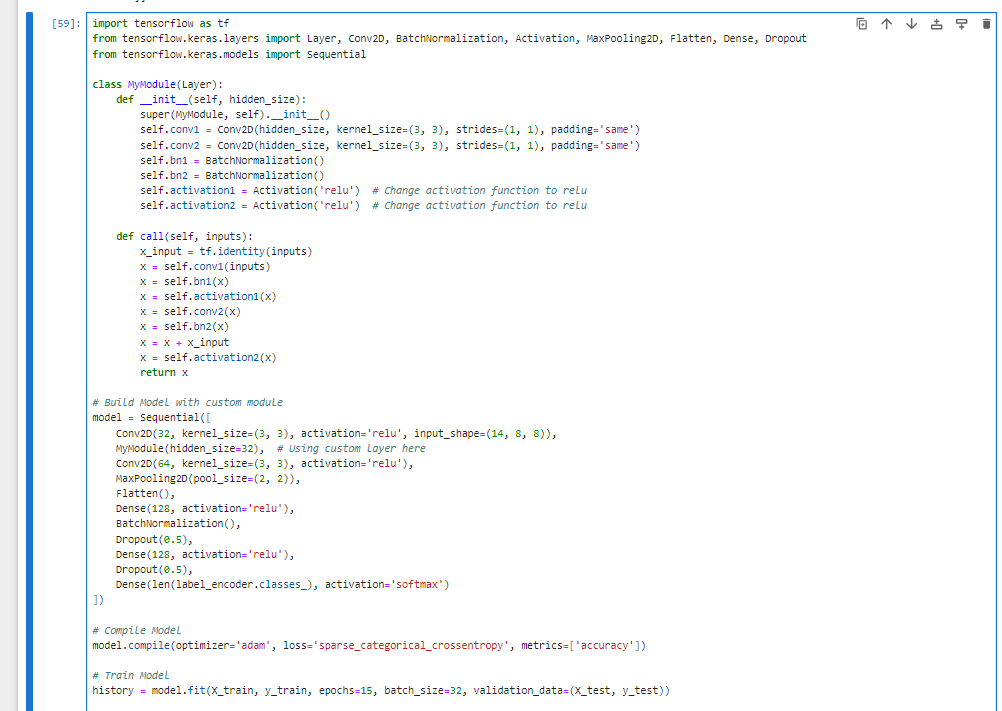 [59]: import tensorflow as tf
from tensorflow.keras.layers import Layer, Conv2D, BatchNormalization, Activation, MaxPooling2D, Flatten, Dense, Dropout
from tensorflow.keras.models import Sequential

class MyModule(Layer):
    def __init__(self, hidden_size):
        super(MyModule, self).__init__()
        self.conv1 = Conv2D(hidden_size, kernel_size=(3, 3), strides=(1, 1), padding='same')
        self.conv2 = Conv2D(hidden_size, kernel_size=(3, 3), strides=(1, 1), padding='same')
        self.bn1 = BatchNormalization()
        self.bn2 = BatchNormalization()
        self.activation1 = Activation('relu')  # Change activation function to relu
        self.activation2 = Activation('relu')  # Change activation function to relu

    def call(self, inputs):
        x_input = tf.identity(inputs)
        x = self.conv1(inputs)
        x = self.bn1(x)
        x = self.activation1(x)
        x = self.conv2(x)
        x = self.bn2(x)
        x = x + x_input
        x = self.activation2(x)
        return x

# Build Model with custom module
model = Sequential([
    Conv2D(32, kernel_size=(3, 3), activation='relu', input_shape=(14, 8, 8)),
    MyModule(hidden_size=32),  # Using custom layer here
    Conv2D(64, kernel_size=(3, 3), activation='relu'),
    MaxPooling2D(pool_size=(2, 2)),
    Flatten(),
    Dense(128, activation='relu'),
    BatchNormalization(),
    Dropout(0.5),
    Dense(128, activation='relu'),
    Dropout(0.5),
    Dense(len(label_encoder.classes_), activation='softmax')
])

# Compile Model
model.compile(optimizer='adam', loss='sparse_categorical_crossentropy', metrics=['accuracy'])

# Train Model
history = model.fit(X_train, y_train, epochs=15, batch_size=32, validation_data=(X_test, y_test))